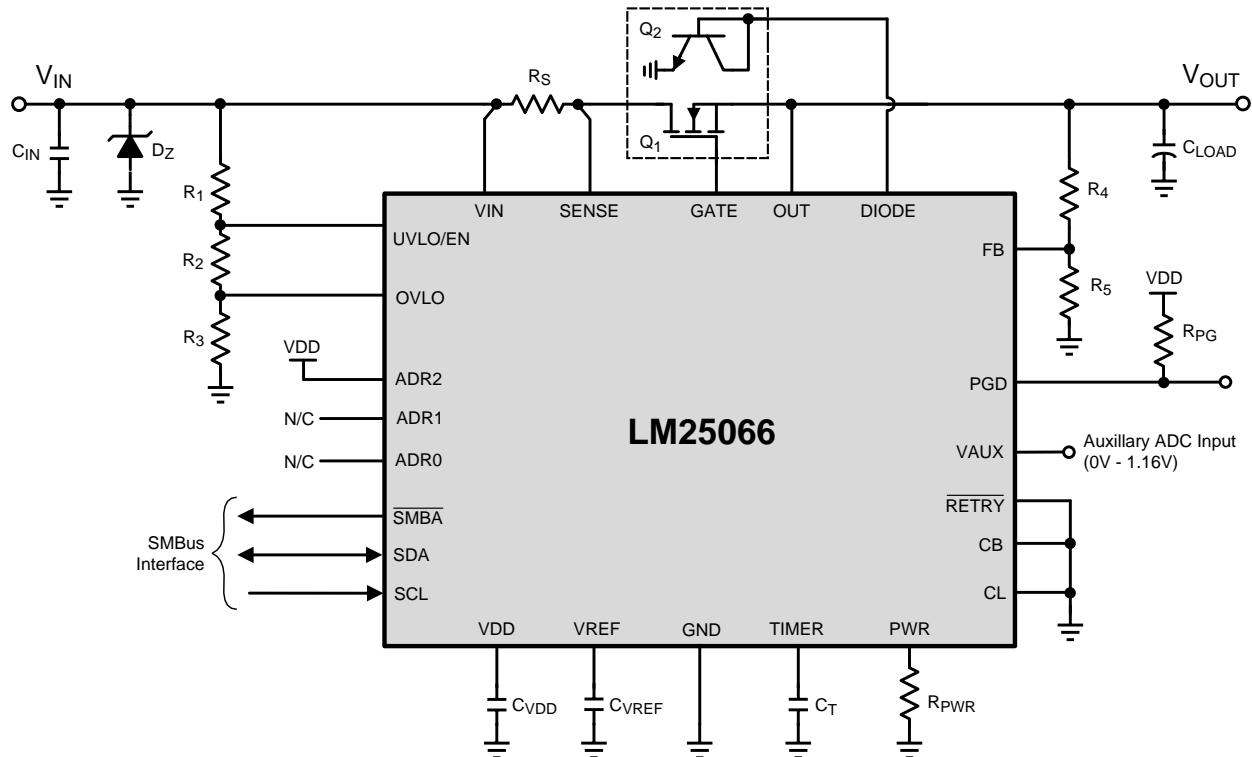 Q2
VIN
RS
VOUT
CIN
DZ
Q1
CLOAD
R1
VIN
SENSE
GATE
OUT
DIODE
R4
UVLO/EN
FB
R2
R5
VDD
OVLO
R3
RPG
VDD
ADR2
PGD
N/C
ADR1
LM25066
VAUX
Auxillary ADC Input
(0V - 1.16V)
N/C
ADR0
RETRY
SMBA
SMBus
Interface
SDA
CB
SCL
CL
VDD
VREF
GND
TIMER
PWR
CVDD
CVREF
CT
RPWR